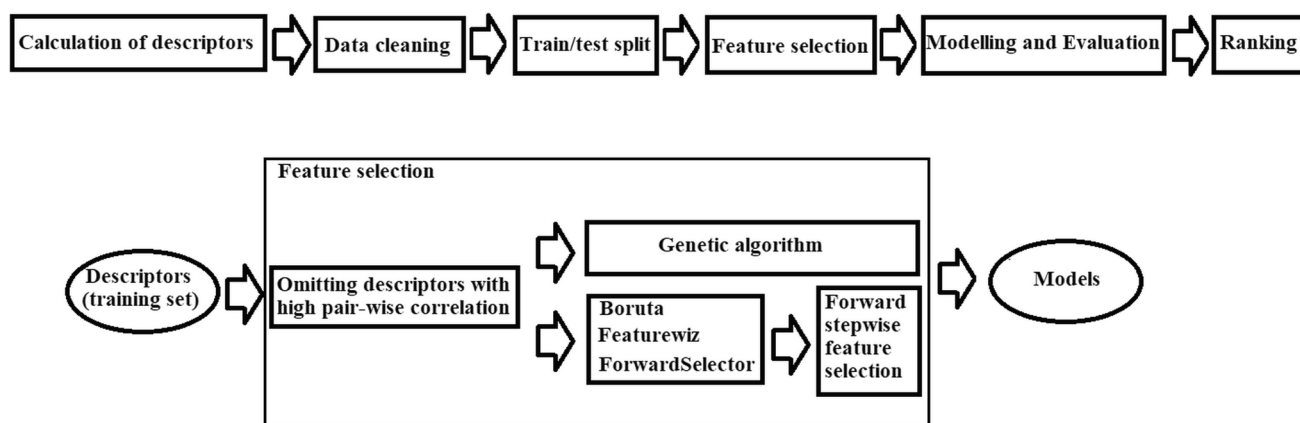 Calculation of descriptors
Data cleaning
Train/test split
Feature selection
Modelling and Evaluation
Ranking
Feature selection
Descriptors
(training set)
Omitting descriptors with
high pair-wise correlation
Genetic algorithm
Boruta
Featurewiz
ForwardSelector
Forward
stepwise
feature
selection
Models